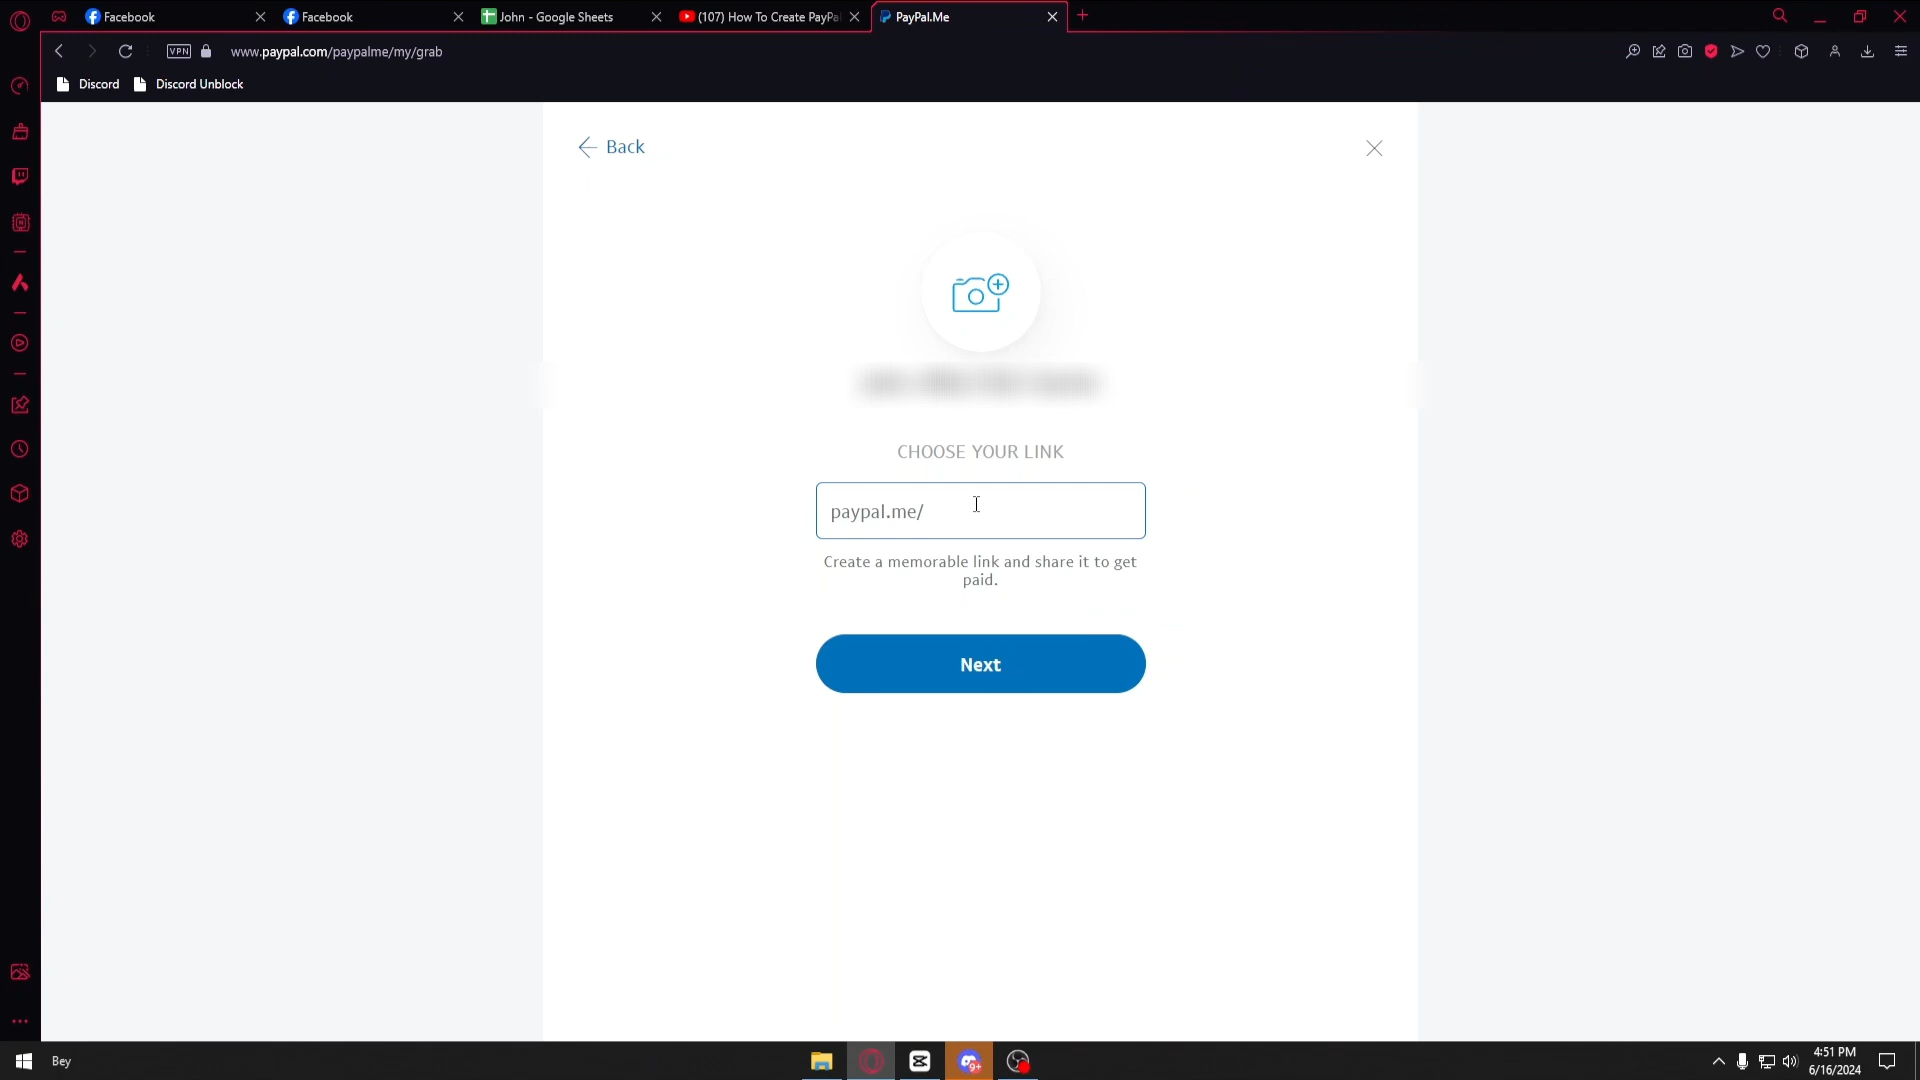 Facebook
Facebook
John - Google Sheets
(107) How To Create PayPa
PayPal.Me
VPN
www.paypal.com/paypalme/my/grab
Discord
Discord Unblock
Back
CHOOSE YOUR LINK
paypal.me/
Create a memorable link and share it to get
paid.
Next
Bey
9+
4:51 PM
6/16/2024